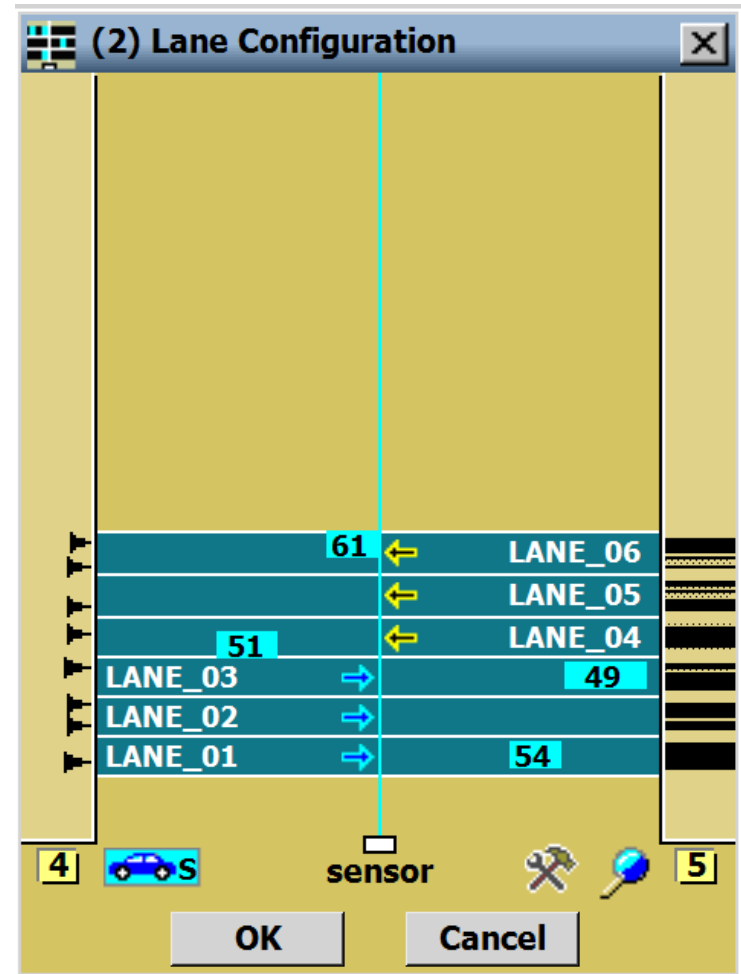 (2) Lane Configuration
61 LANE_06
LANE_05
51 LANE_04
LANE_03 49
LANE_02
LANE_01 54
4 S sensor 5
OK Cancel